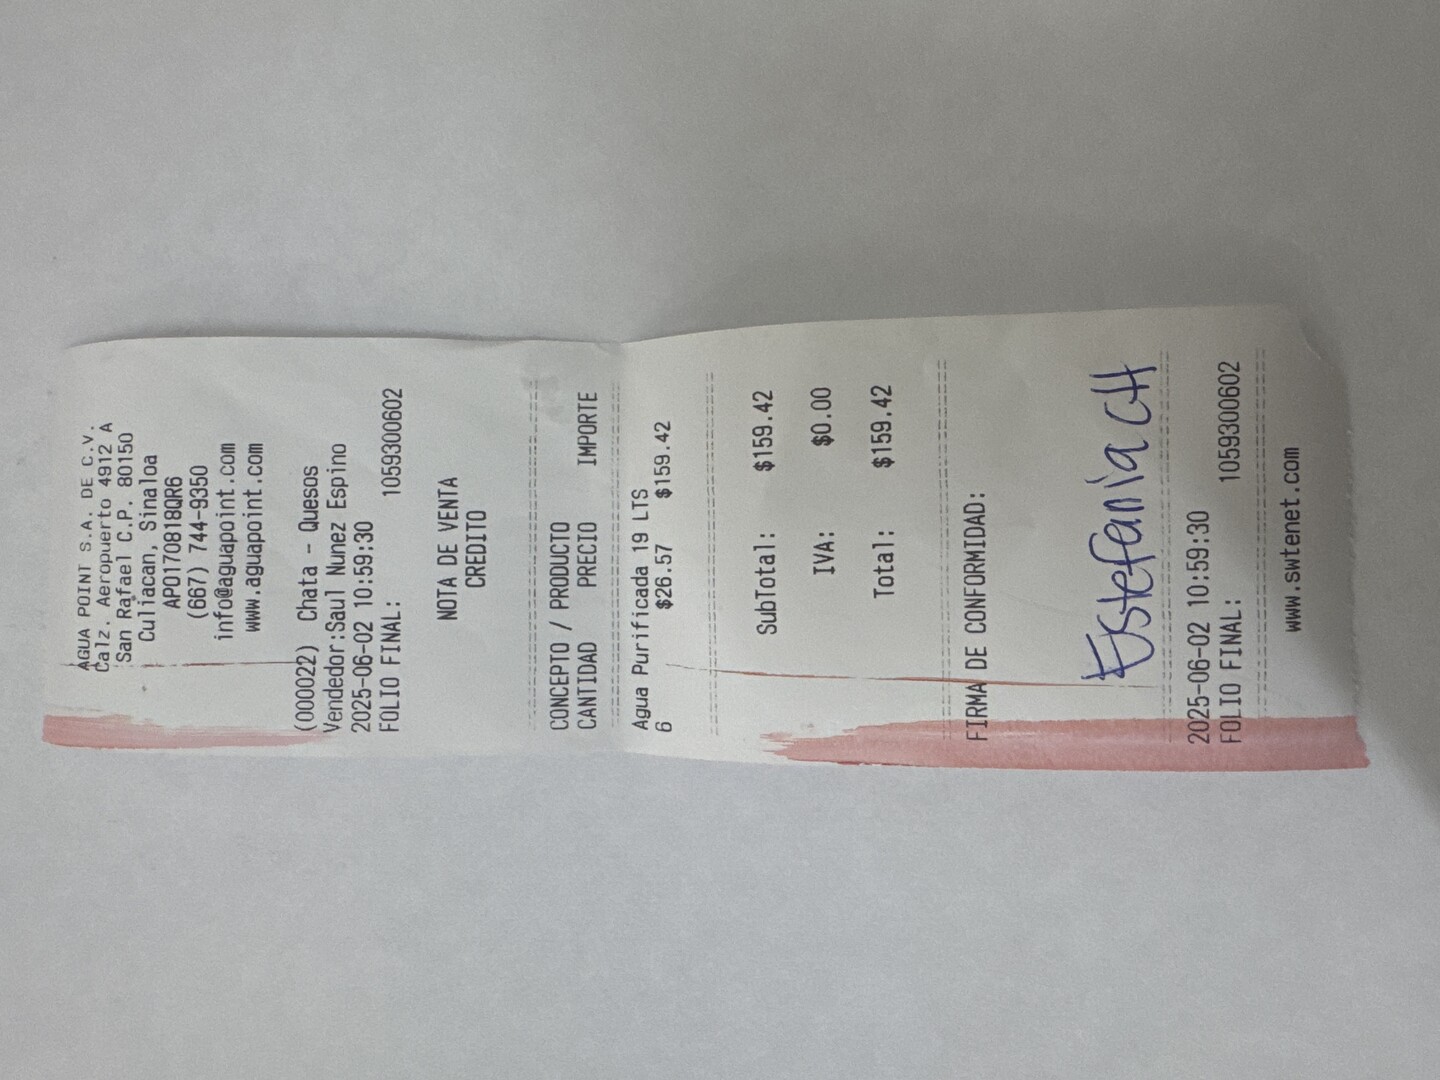 AGUA POINT S.A. DE C.V.
Calz. Aeropuerto 4912 A
San Rafael C.P. 80150
Culiacan, Sinaloa
APO170818QR6
(667) 744-9350
info@aguapoint.com
www.aguapoint.com
(000022) Chata - Quesos
Vendedor:Saul Nunez Espino
2025-06-02 10:59:30
FOLIO FINAL: 1059300602
NOTA DE VENTA
CREDITO
CONCEPTO / PRODUCTO
CANTIDAD PRECIO IMPORTE
Agua Purificada 19 LTS
6 $26.57 $159.42
SubTotal: $159.42
IVA: $0.00
Total: $159.42
FIRMA DE CONFORMIDAD:
Estefania CH
2025-06-02 10:59:30
FOLIO FINAL: 1059300602
www.swtenet.com